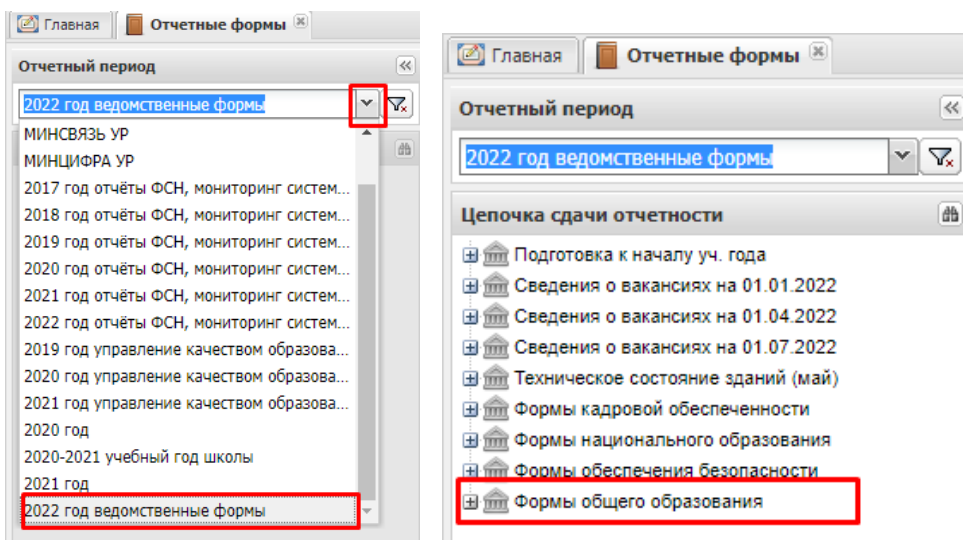 Главная
Отчетные формы
Отчетный период
2022 год ведомственные формы
МИНСВЯЗЬ УР
МИНЦИФРА УР
2017 год отчёты ФСН, мониторинг систем...
2018 год отчёты ФСН, мониторинг систем...
2019 год отчёты ФСН, мониторинг систем...
2020 год отчёты ФСН, мониторинг систем...
2021 год отчёты ФСН, мониторинг систем...
2022 год отчёты ФСН, мониторинг систем...
2019 год управление качеством образова...
2020 год управление качеством образова...
2021 год управление качеством образова...
2020 год
2020-2021 учебный год школы
2021 год
2022 год ведомственные формы
Главная
Отчетные формы
Отчетный период
2022 год ведомственные формы
Цепочка сдачи отчетности
Подготовка к началу уч. года
Сведения о вакансиях на 01.01.2022
Сведения о вакансиях на 01.04.2022
Сведения о вакансиях на 01.07.2022
Техническое состояние зданий (май)
Формы кадровой обеспеченности
Формы национального образования
Формы обеспечения безопасности
Формы общего образования